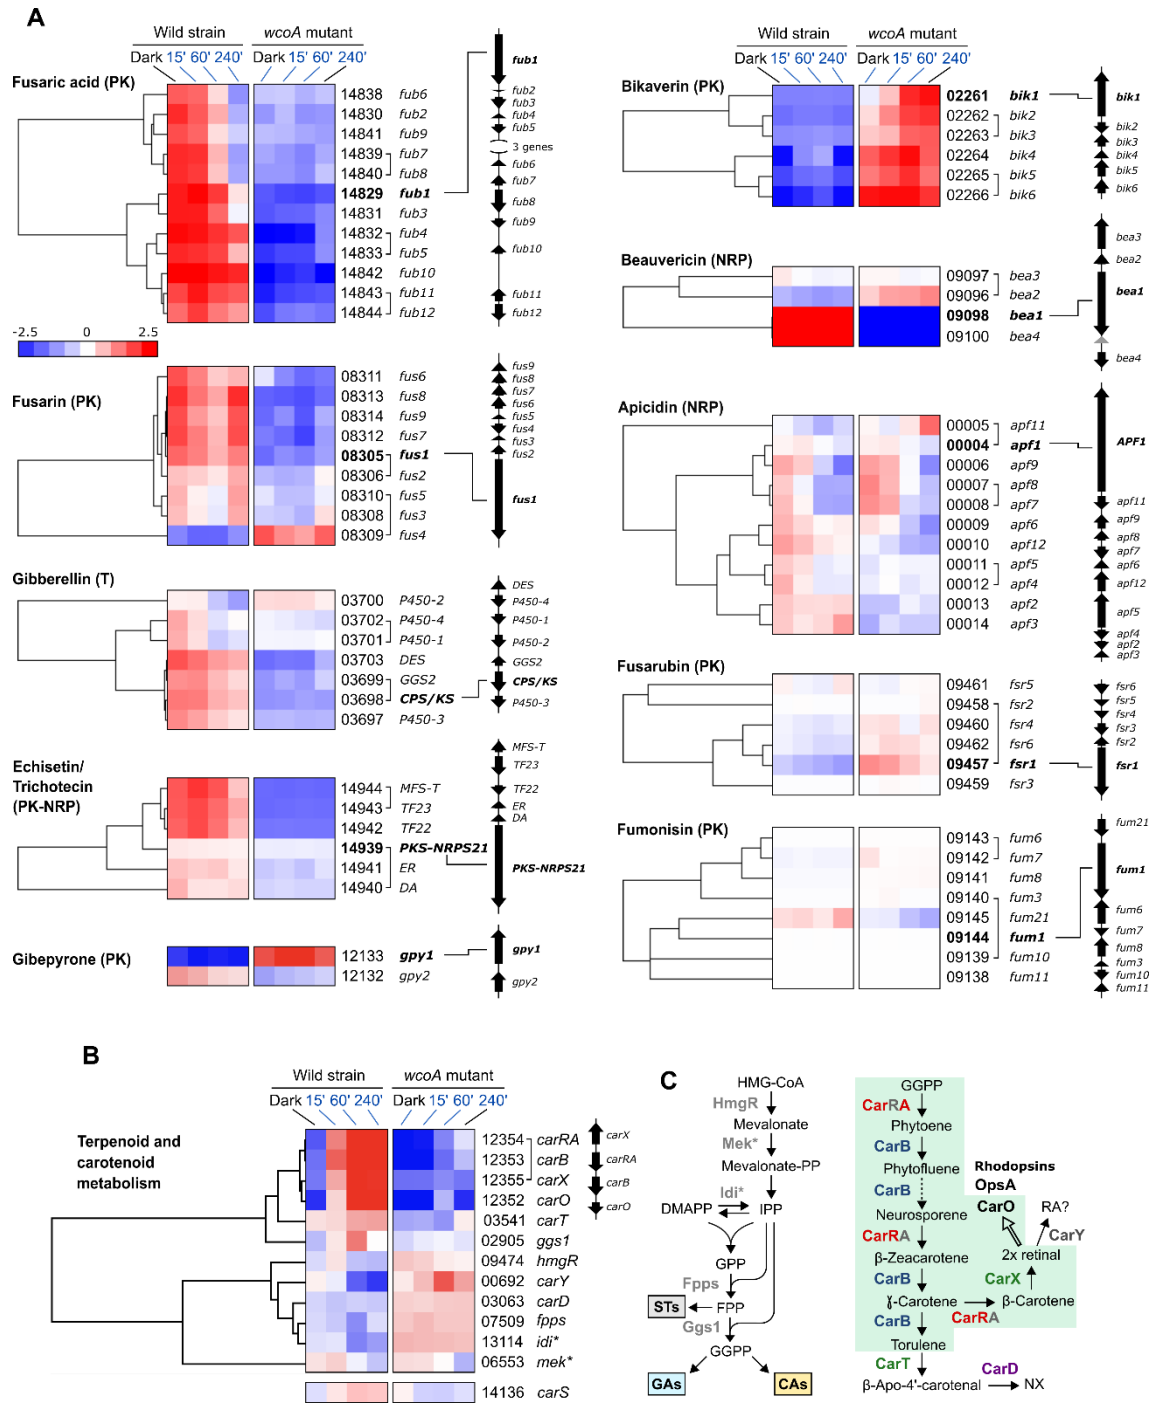 A
Wild strain
wcoA mutant
Dark 15' 60' 240'
Dark 15' 60' 240'
Fusaric acid (PK)
14838 fub6
14830 fub2
14841 fub9
14839 fub7
14840 fub8
14829 fub1
14831 fub3
14832 fub4
14833 fub5
14842 fub10
14843 fub11
14844 fub12
fub1
fub2
fub3
fub4
fub5
3 genes
fub6
fub7
fub8
fub9
fub10
fub11
fub12
-2.5 0 2.5
Fusarin (PK)
08311 fus6
08313 fus8
08314 fus9
08312 fus7
08305 fus1
08306 fus2
08310 fus5
08308 fus3
08309 fus4
fus9
fus8
fus7
fus6
fus5
fus4
fus3
fus2
fus1
Gibberellin (T)
03700 P450-2
03702 P450-4
03701 P450-1
03703 DES
03699 GGS2
03698 CPS/KS
03697 P450-3
DES
P450-4
P450-1
P450-2
GGS2
CPS/KS
P450-3
Echisetin/
Trichotecin
(PK-NRP)
14944 MFS-T
14943 TF23
14942 TF22
14939 PKS-NRPS21
14941 ER
14940 DA
MFS-T
TF23
TF22
ER
DA
PKS-NRPS21
Gibepyrone (PK)
12133 gpy1
12132 gpy2
gpy1
gpy2
Wild strain
wcoA mutant
Dark 15' 60' 240'
Dark 15' 60' 240'
Bikaverin (PK)
02261 bik1
02262 bik2
02263 bik3
02264 bik4
02265 bik5
02266 bik6
bik1
bik2
bik3
bik4
bik5
bik6
Beauvericin (NRP)
09097 bea3
09096 bea2
09098 bea1
09100 bea4
bea3
bea2
bea1
bea4
Apicidin (NRP)
00005 apf11
00004 apf1
00006 apf9
00007 apf8
00008 apf7
00009 apf6
00010 apf12
00011 apf5
00012 apf4
00013 apf2
00014 apf3
APF1
apf11
apf9
apf8
apf7
apf6
apf12
apf5
apf4
apf2
apf3
Fusarubin (PK)
09461 fsr5
09458 fsr2
09460 fsr4
09462 fsr6
09457 fsr1
09459 fsr3
fsr6
fsr5
fsr4
fsr3
fsr2
fsr1
Fumonisin (PK)
09143 fum6
09142 fum7
09141 fum8
09140 fum3
09145 fum21
09144 fum1
09139 fum10
09138 fum11
fum21
fum1
fum6
fum7
fum8
fum3
fum10
fum11
B
Wild strain
wcoA mutant
Dark 15' 60' 240'
Dark 15' 60' 240'
Terpenoid and
carotenoid
metabolism
12354 carRA
12353 carB
12355 carX
12352 carO
03541 carT
02905 ggs1
09474 hmgR
00692 carY
03063 carD
07509 fpps
13114 idi*
06553 mek*
14136 carS
carX
carRA
carB
carO
C
HMG-CoA
HmgR
Mevalonate
Mek*
Mevalonate-PP
Idi*
DMAPP IPP
GPP
Fpps
STs FPP
Ggs1
GGPP
GAs CAs
GGPP
CarRA
Phytoene
CarB
Phytofluene
CarB
Neurosporene
CarRA
β-Zeacarotene
CarB
ɣ-Carotene
CarRA
β-Carotene
CarB
Torulene
CarT
β-Apo-4'-carotenal
CarD
NX
Rhodopsins
OpsA
CarO
RA?
CarY
2x retinal
CarX